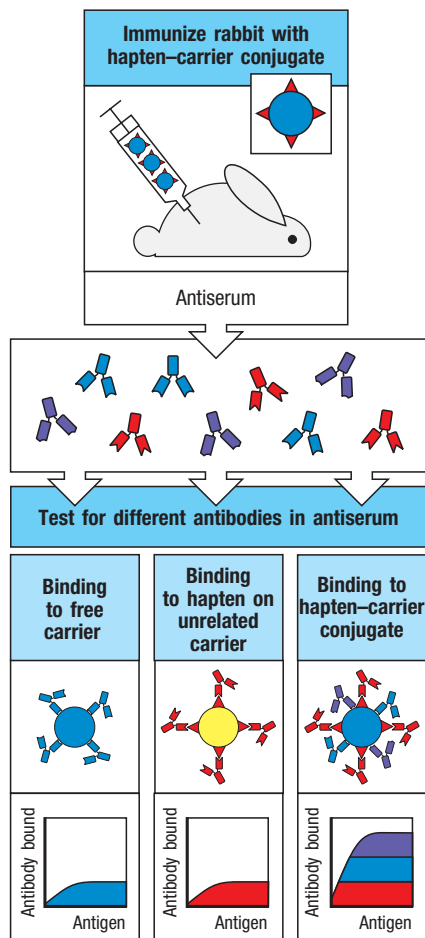 Immunize rabbit with
hapten–carrier conjugate
Antiserum
Test for different antibodies in antiserum
Binding
to free
carrier
Binding
to hapten on
unrelated
carrier
Binding to
hapten–carrier
conjugate
Antibody bound
Antigen
Antibody bound
Antigen
Antibody bound
Antigen